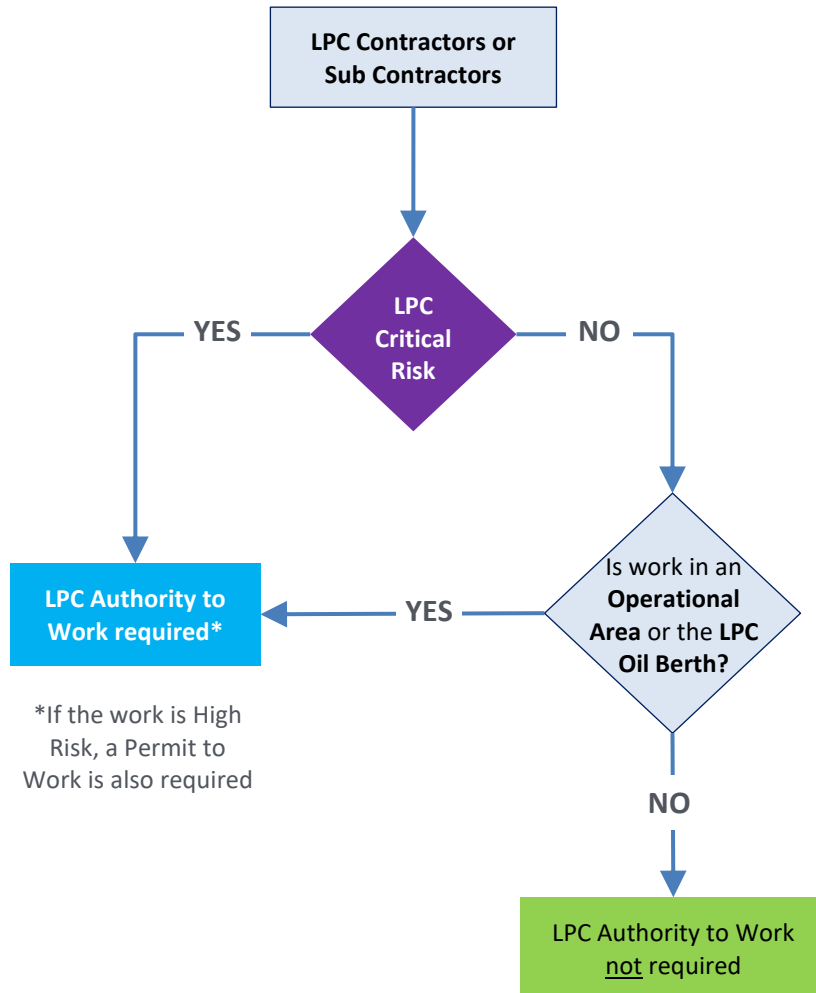 LPC Contractors or
Sub Contractors
LPC
Critical
Risk
YES
NO
Is work in an
Operational
Area or the LPC
Oil Berth?
YES
LPC Authority to
Work required*
*If the work is High
Risk, a Permit to
Work is also required
NO
LPC Authority to Work
not required